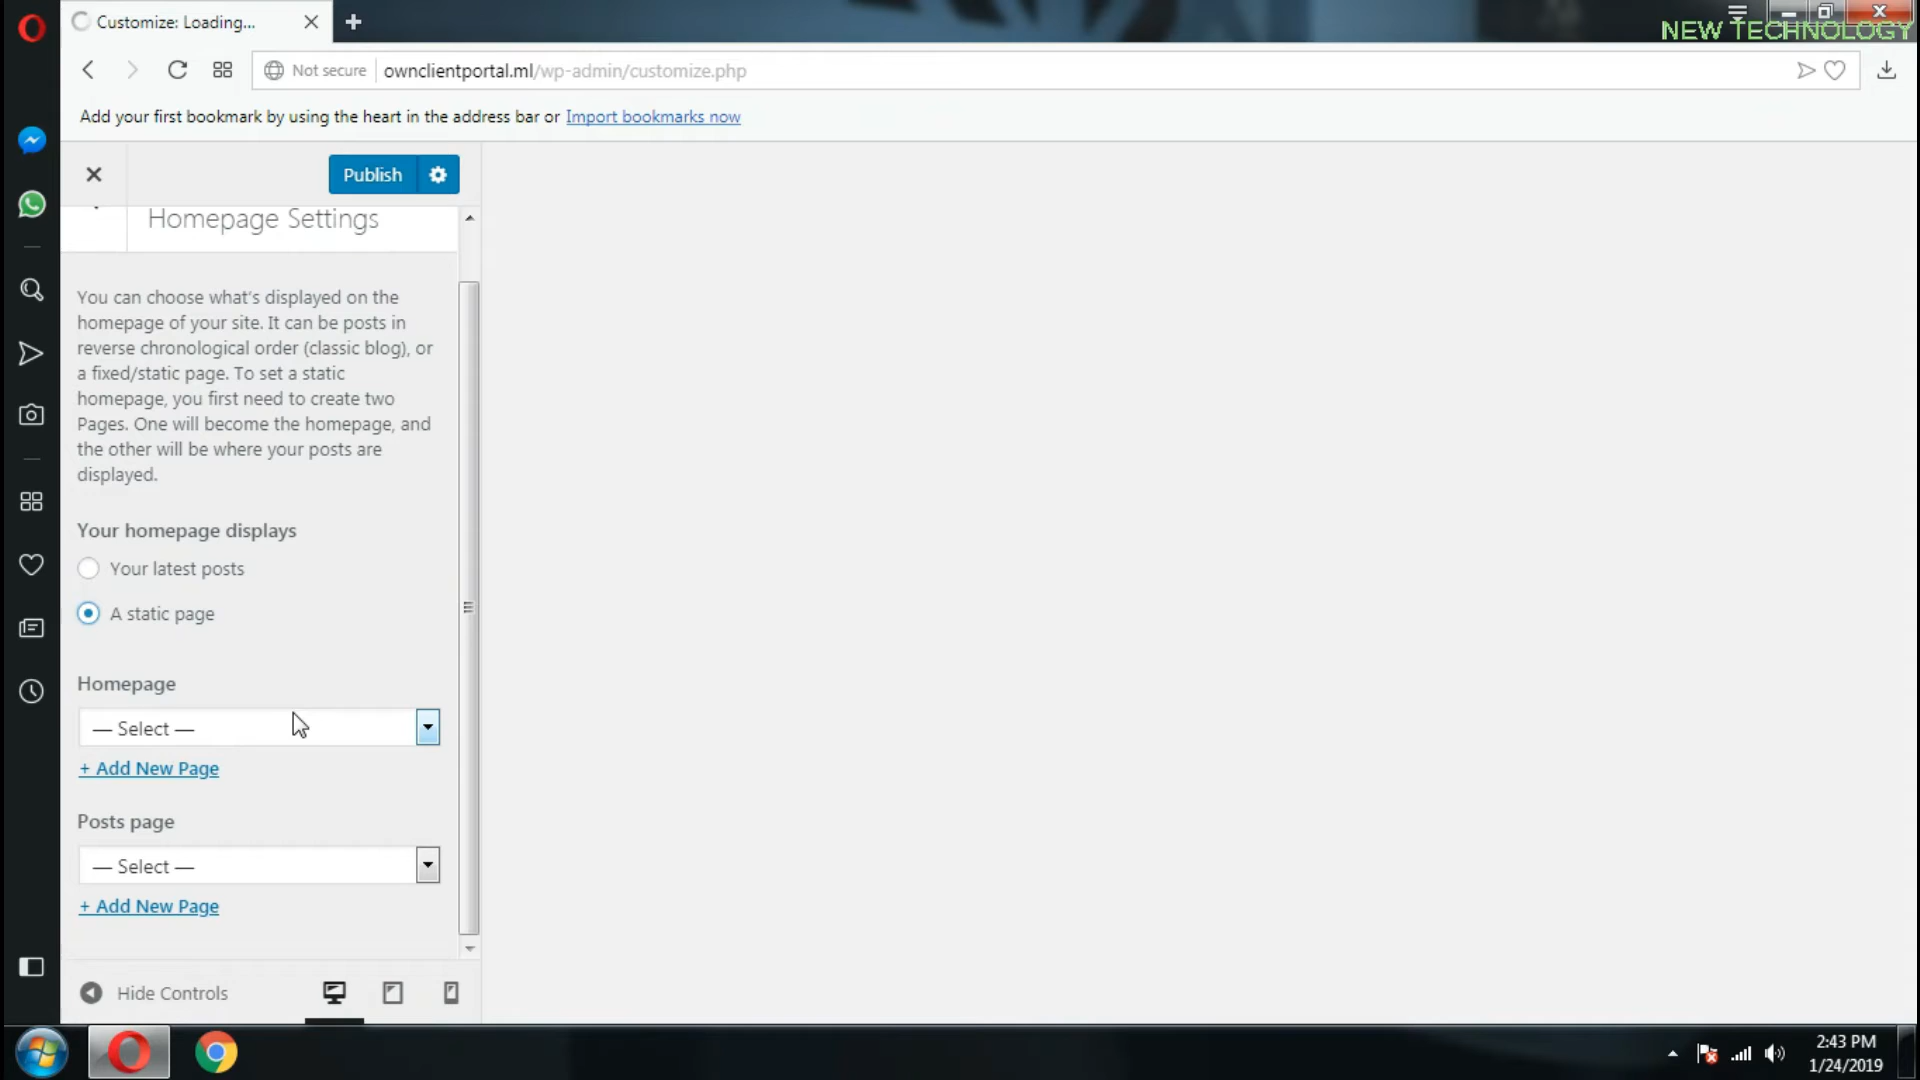 Customize: Loading...
NEW TECHNOLOGY
Not secure
ownclientportal.ml/wp-admin/customize.php
Add your first bookmark by using the heart in the address bar or Import bookmarks now
Publish
Homepage Settings
You can choose what's displayed on the
homepage of your site. It can be posts in
reverse chronological order (classic blog), or
a fixed/static page. To set a static
homepage, you first need to create two
Pages. One will become the homepage, and
the other will be where your posts are
displayed.
Your homepage displays
Your latest posts
A static page
Homepage
— Select —
+ Add New Page
Posts page
— Select —
+ Add New Page
Hide Controls
2:43 PM
1/24/2019